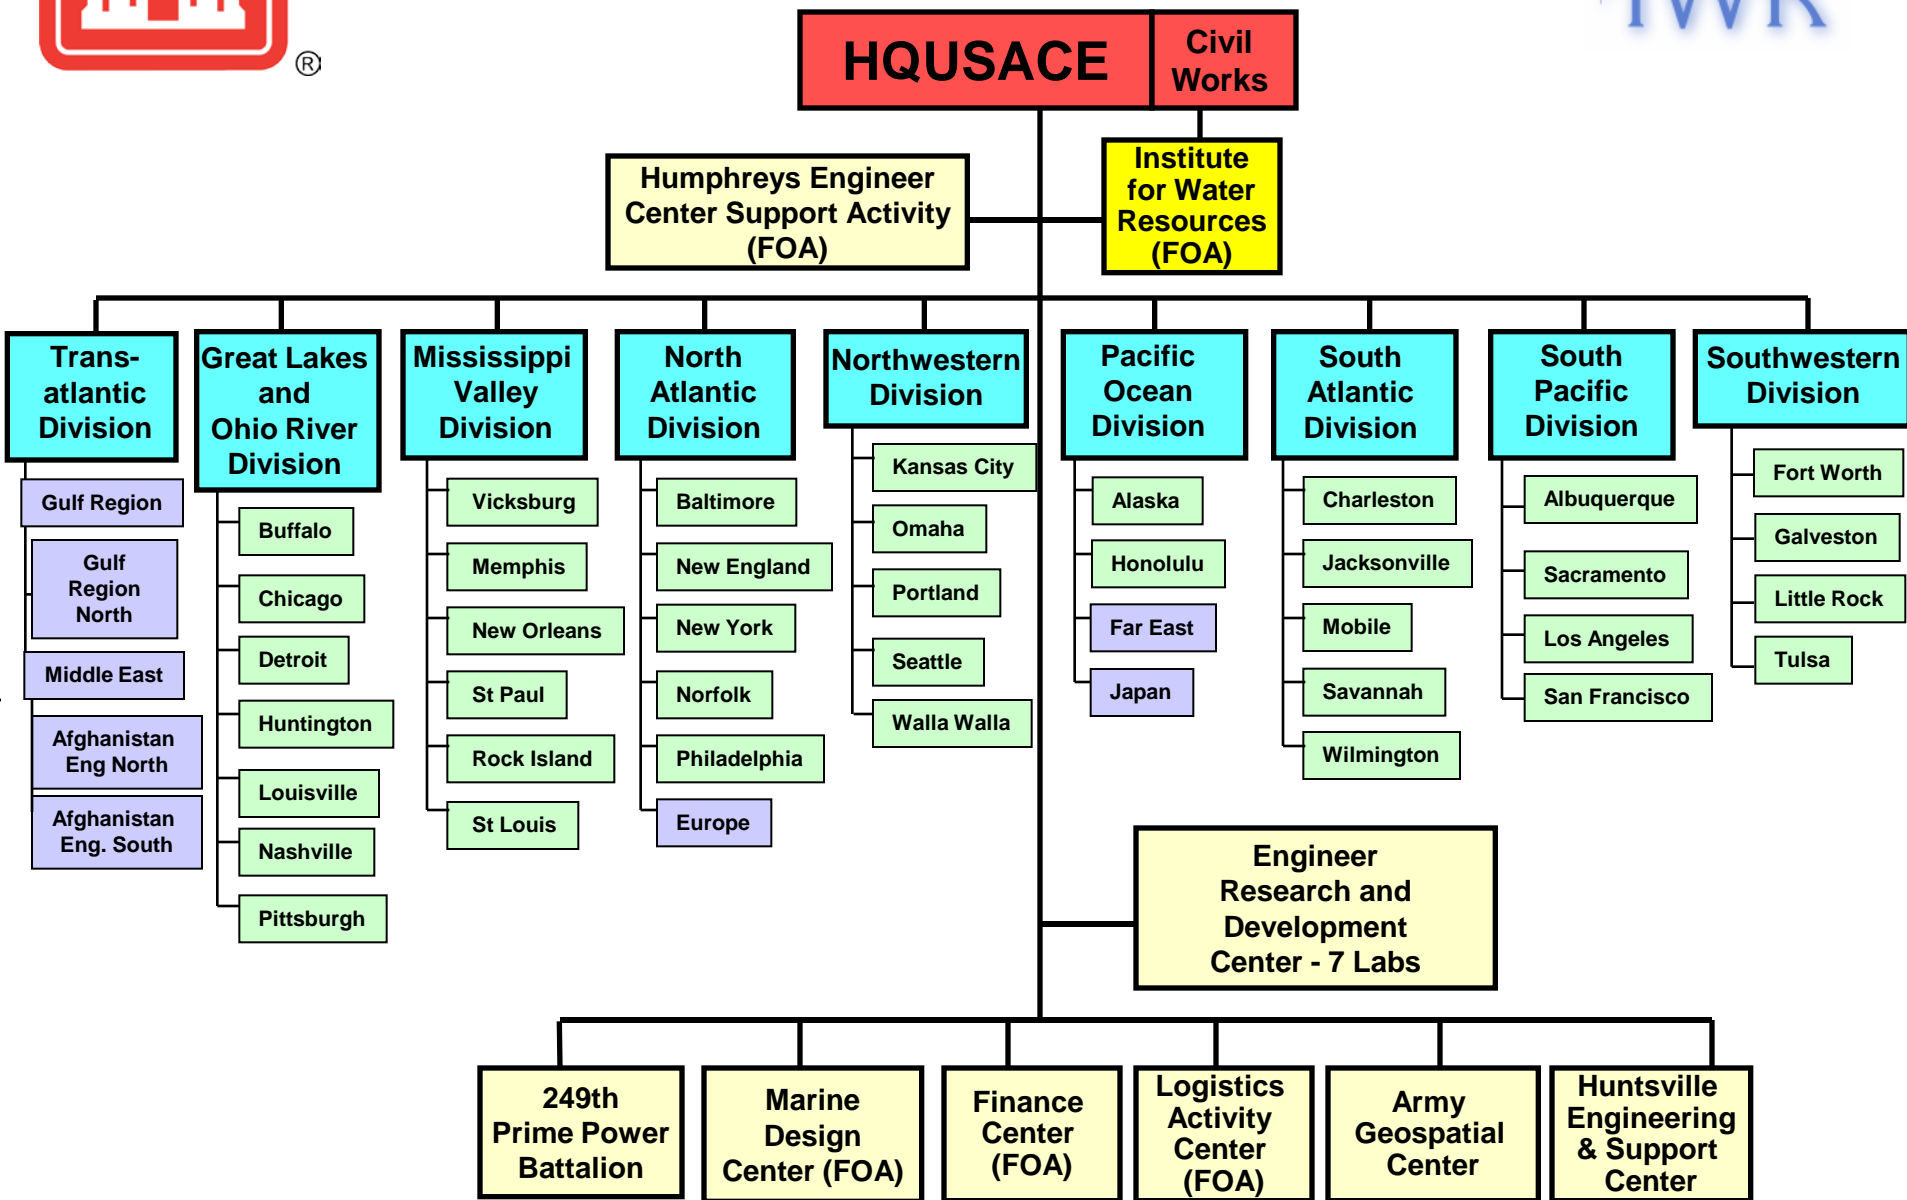 ®
IWR
HQUSACE
Civil
Works
Humphreys Engineer
Center Support Activity
(FOA)
Institute
for Water
Resources
(FOA)
Trans-
atlantic
Division
Gulf Region
Gulf
Region
North
Middle East
Afghanistan
Eng North
Afghanistan
Eng. South
Great Lakes
and
Ohio River
Division
Buffalo
Chicago
Detroit
Huntington
Louisville
Nashville
Pittsburgh
Mississippi
Valley
Division
Vicksburg
Memphis
New Orleans
St Paul
Rock Island
St Louis
North
Atlantic
Division
Baltimore
New England
New York
Norfolk
Philadelphia
Europe
Northwestern
Division
Kansas City
Omaha
Portland
Seattle
Walla Walla
Pacific
Ocean
Division
Alaska
Honolulu
Far East
Japan
South
Atlantic
Division
Charleston
Jacksonville
Mobile
Savannah
Wilmington
South
Pacific
Division
Albuquerque
Sacramento
Los Angeles
San Francisco
Southwestern
Division
Fort Worth
Galveston
Little Rock
Tulsa
Engineer
Research and
Development
Center - 7 Labs
249th
Prime Power
Battalion
Marine
Design
Center (FOA)
Finance
Center
(FOA)
Logistics
Activity
Center
(FOA)
Army
Geospatial
Center
Huntsville
Engineering
& Support
Center